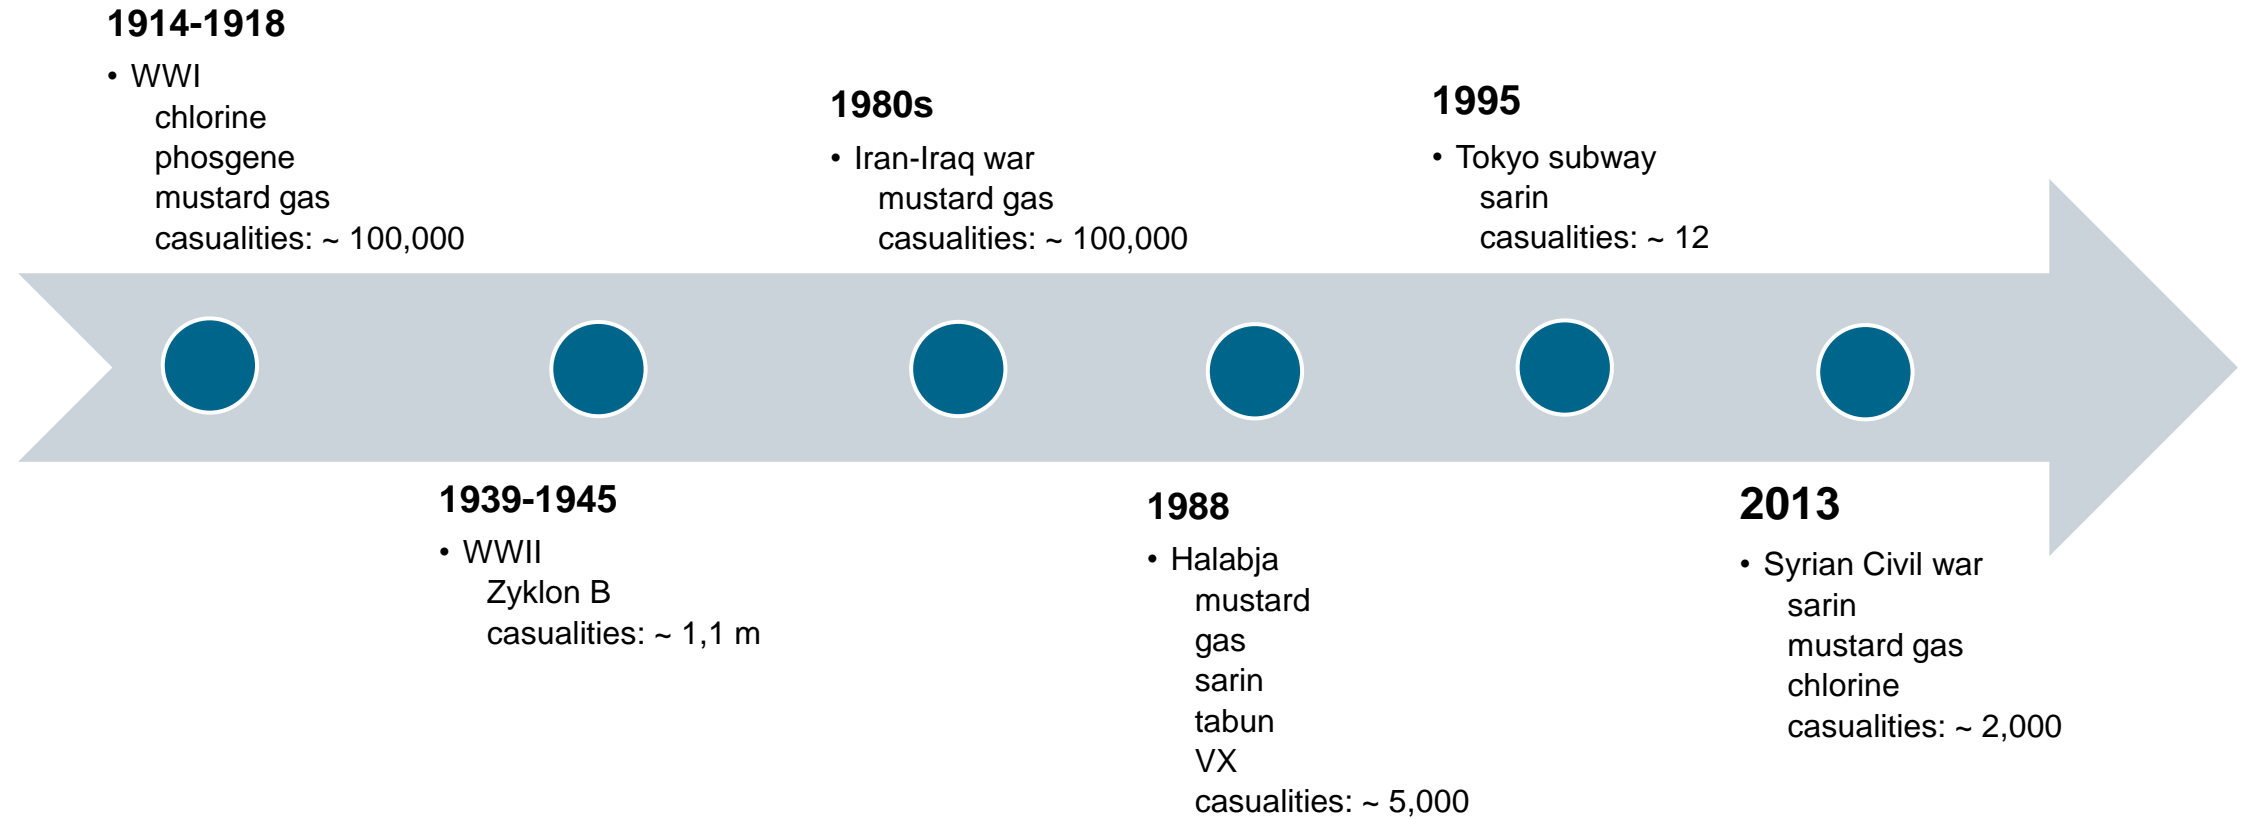 1914-1918
• WWI
chlorine
phosgene
mustard gas
casualities: ~ 100,000
1939-1945
• WWII
Zyklon B
casualities: ~ 1,1 m
1980s
• Iran-Iraq war
mustard gas
casualities: ~ 100,000
1988
• Halabja
mustard
gas
sarin
tabun
VX
casualities: ~ 5,000
1995
• Tokyo subway
sarin
casualities: ~ 12
2013
• Syrian Civil war
sarin
mustard gas
chlorine
casualities: ~ 2,000